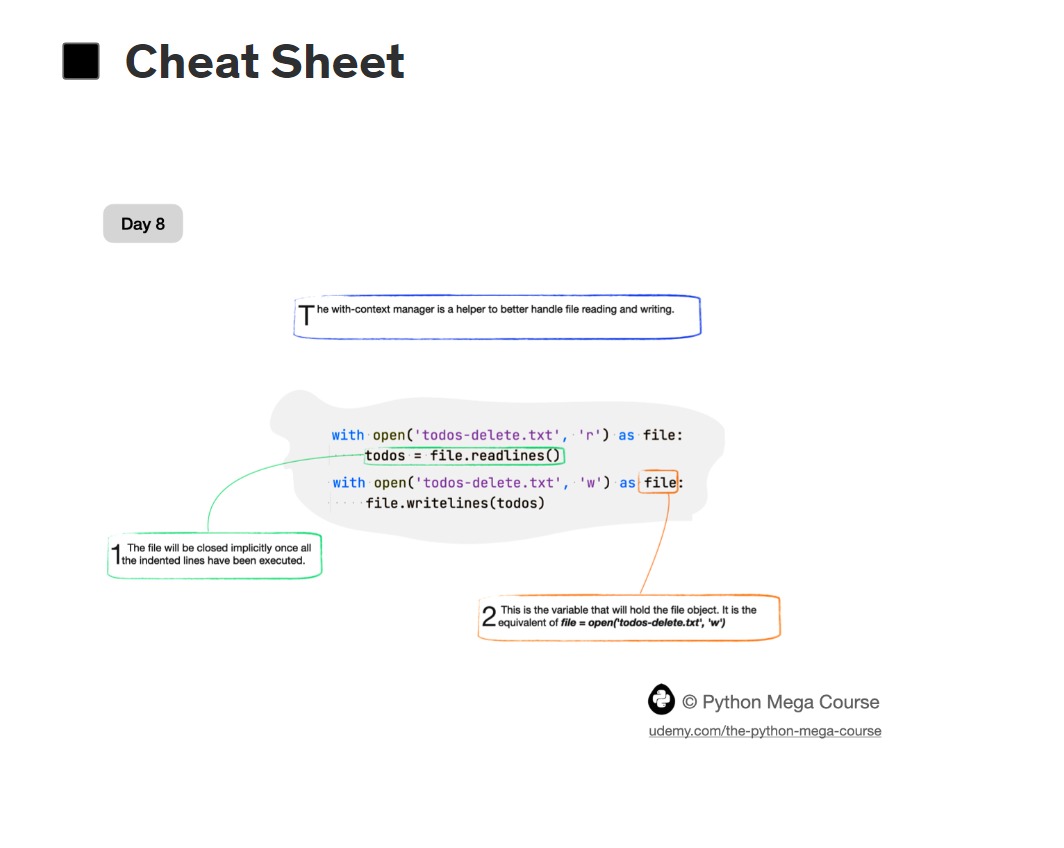 Cheat Sheet
Day 8
The with-context manager is a helper to better handle file reading and writing.
with open('todos-delete.txt', 'r') as file:
todos = file.readlines()
with open('todos-delete.txt', 'w') as file:
file.writelines(todos)
1 The file will be closed implicitly once all
the indented lines have been executed.
2 This is the variable that will hold the file object. It is the
equivalent of file = open('todos-delete.txt', 'w')
© Python Mega Course
udemy.com/the-python-mega-course